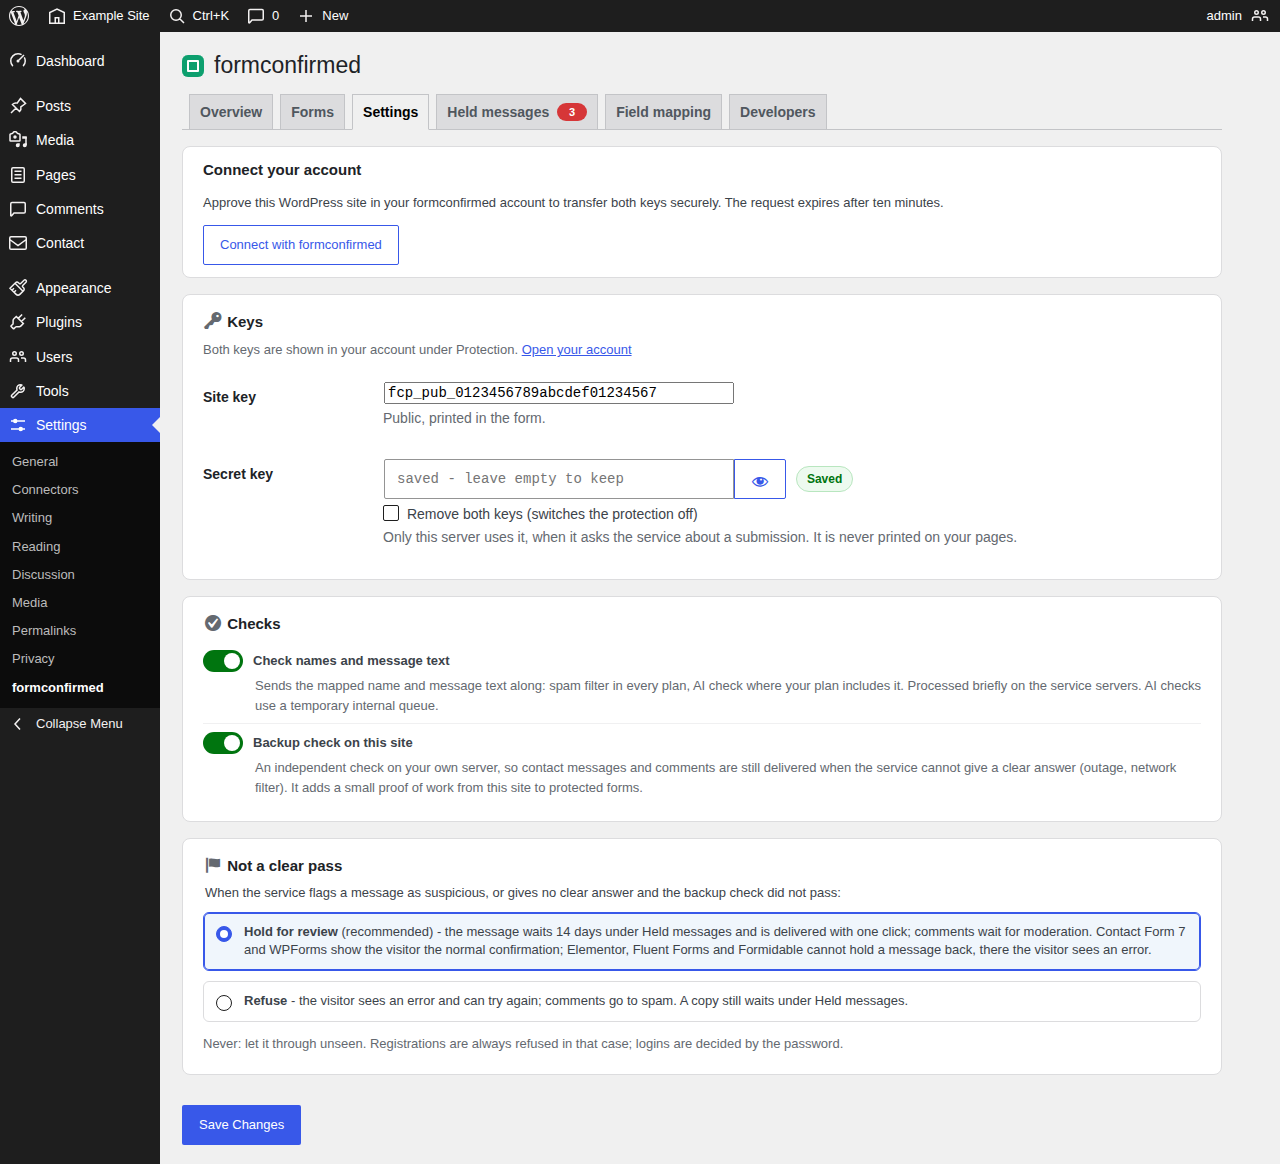 Example Site
Ctrl+K
0
New
admin
Dashboard
Posts
Media
Pages
Comments
Contact
Appearance
Plugins
Users
Tools
Settings
General
Connectors
Writing
Reading
Discussion
Media
Permalinks
Privacy
formconfirmed
Collapse Menu
formconfirmed
Overview
Forms
Settings
Held messages 3
Field mapping
Developers
Connect your account
Approve this WordPress site in your formconfirmed account to transfer both keys securely. The request expires after ten minutes.
Connect with formconfirmed
Keys
Both keys are shown in your account under Protection. Open your account
Site key
fcp_pub_0123456789abcdef01234567
Public, printed in the form.
Secret key
saved - leave empty to keep
Saved
Remove both keys (switches the protection off)
Only this server uses it, when it asks the service about a submission. It is never printed on your pages.
Checks
Check names and message text
Sends the mapped name and message text along: spam filter in every plan, AI check where your plan includes it. Processed briefly on the service servers. AI checks
use a temporary internal queue.
Backup check on this site
An independent check on your own server, so contact messages and comments are still delivered when the service cannot give a clear answer (outage, network
filter). It adds a small proof of work from this site to protected forms.
Not a clear pass
When the service flags a message as suspicious, or gives no clear answer and the backup check did not pass:
Hold for review (recommended) - the message waits 14 days under Held messages and is delivered with one click; comments wait for moderation. Contact Form 7
and WPForms show the visitor the normal confirmation; Elementor, Fluent Forms and Formidable cannot hold a message back, there the visitor sees an error.
Refuse - the visitor sees an error and can try again; comments go to spam. A copy still waits under Held messages.
Never: let it through unseen. Registrations are always refused in that case; logins are decided by the password.
Save Changes